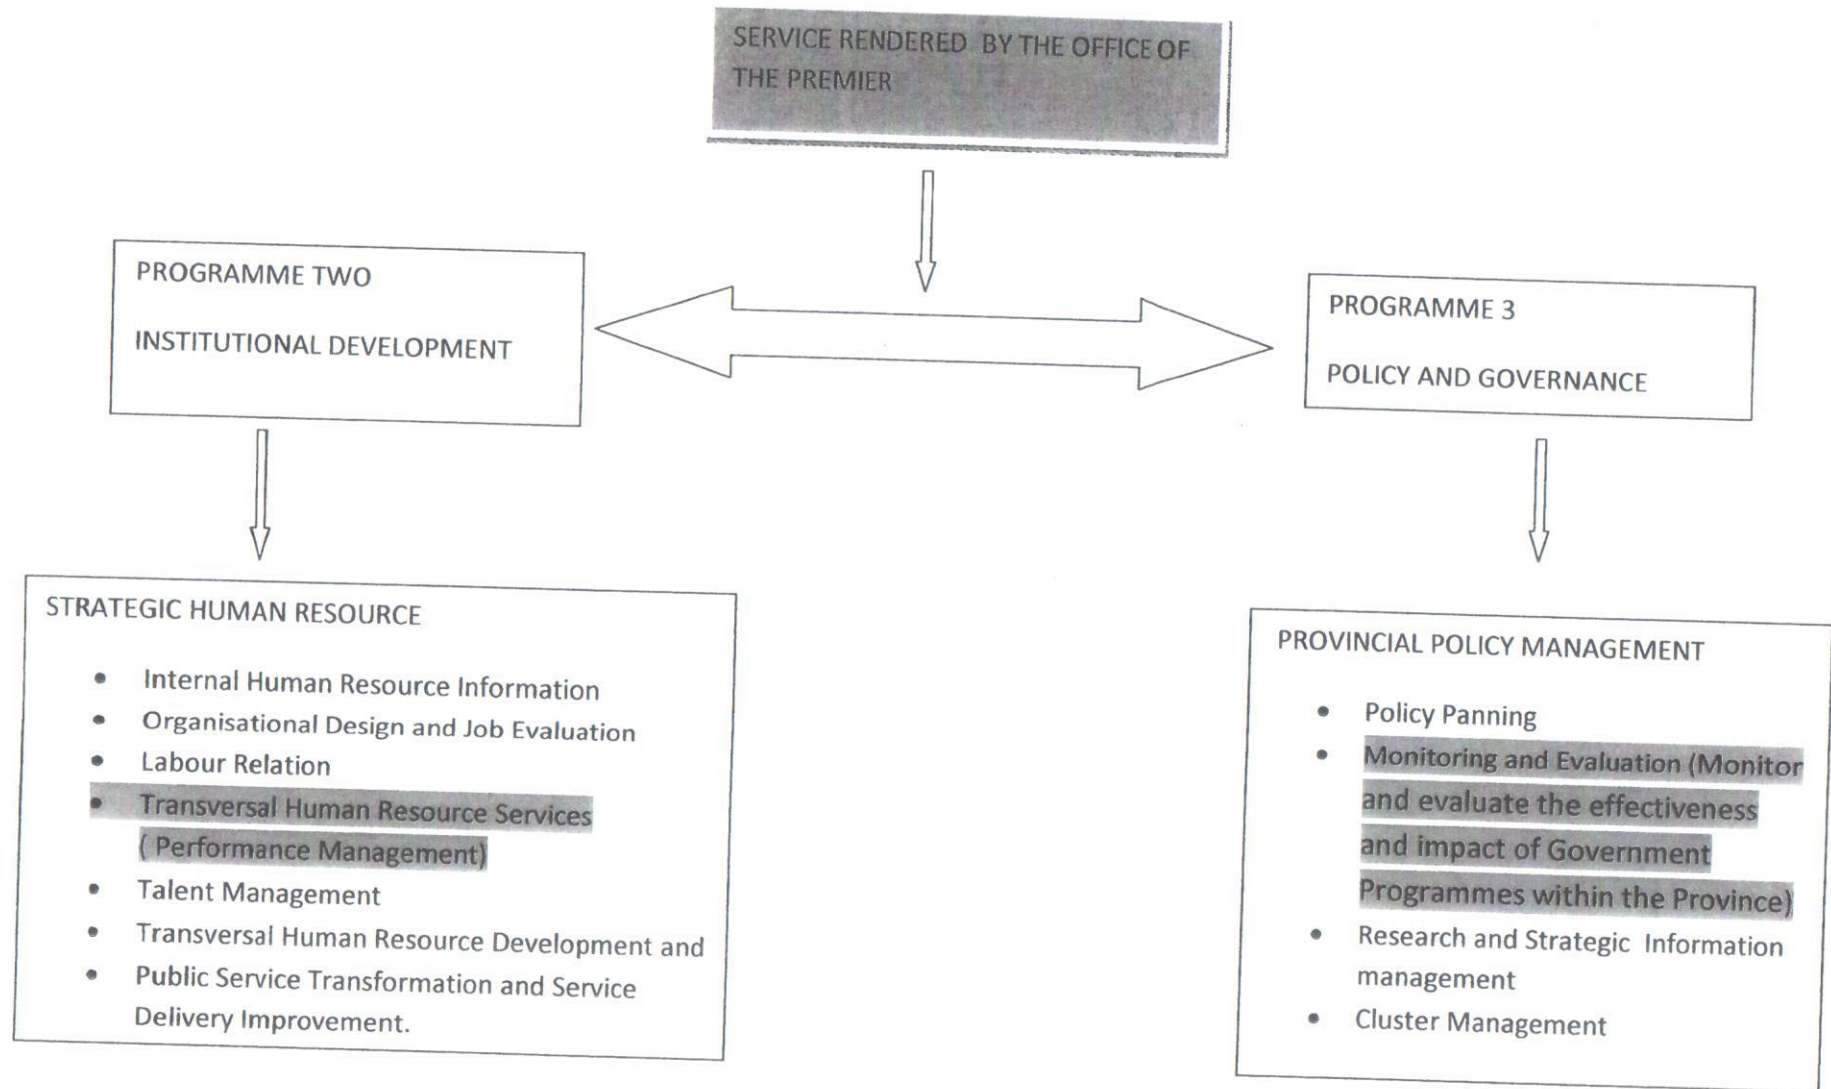 SERVICE RENDERED BY THE OFFICE OF
THE PREMIER
PROGRAMME TWO
INSTITUTIONAL DEVELOPMENT
PROGRAMME 3
POLICY AND GOVERNANCE
STRATEGIC HUMAN RESOURCE
• Internal Human Resource Information
• Organisational Design and Job Evaluation
• Labour Relation
• Transversal Human Resource Services
( Performance Management)
• Talent Management
• Transversal Human Resource Development and
• Public Service Transformation and Service
Delivery Improvement.
PROVINCIAL POLICY MANAGEMENT
• Policy Panning
• Monitoring and Evaluation (Monitor
and evaluate the effectiveness
and impact of Government
Programmes within the Province)
• Research and Strategic Information
management
• Cluster Management